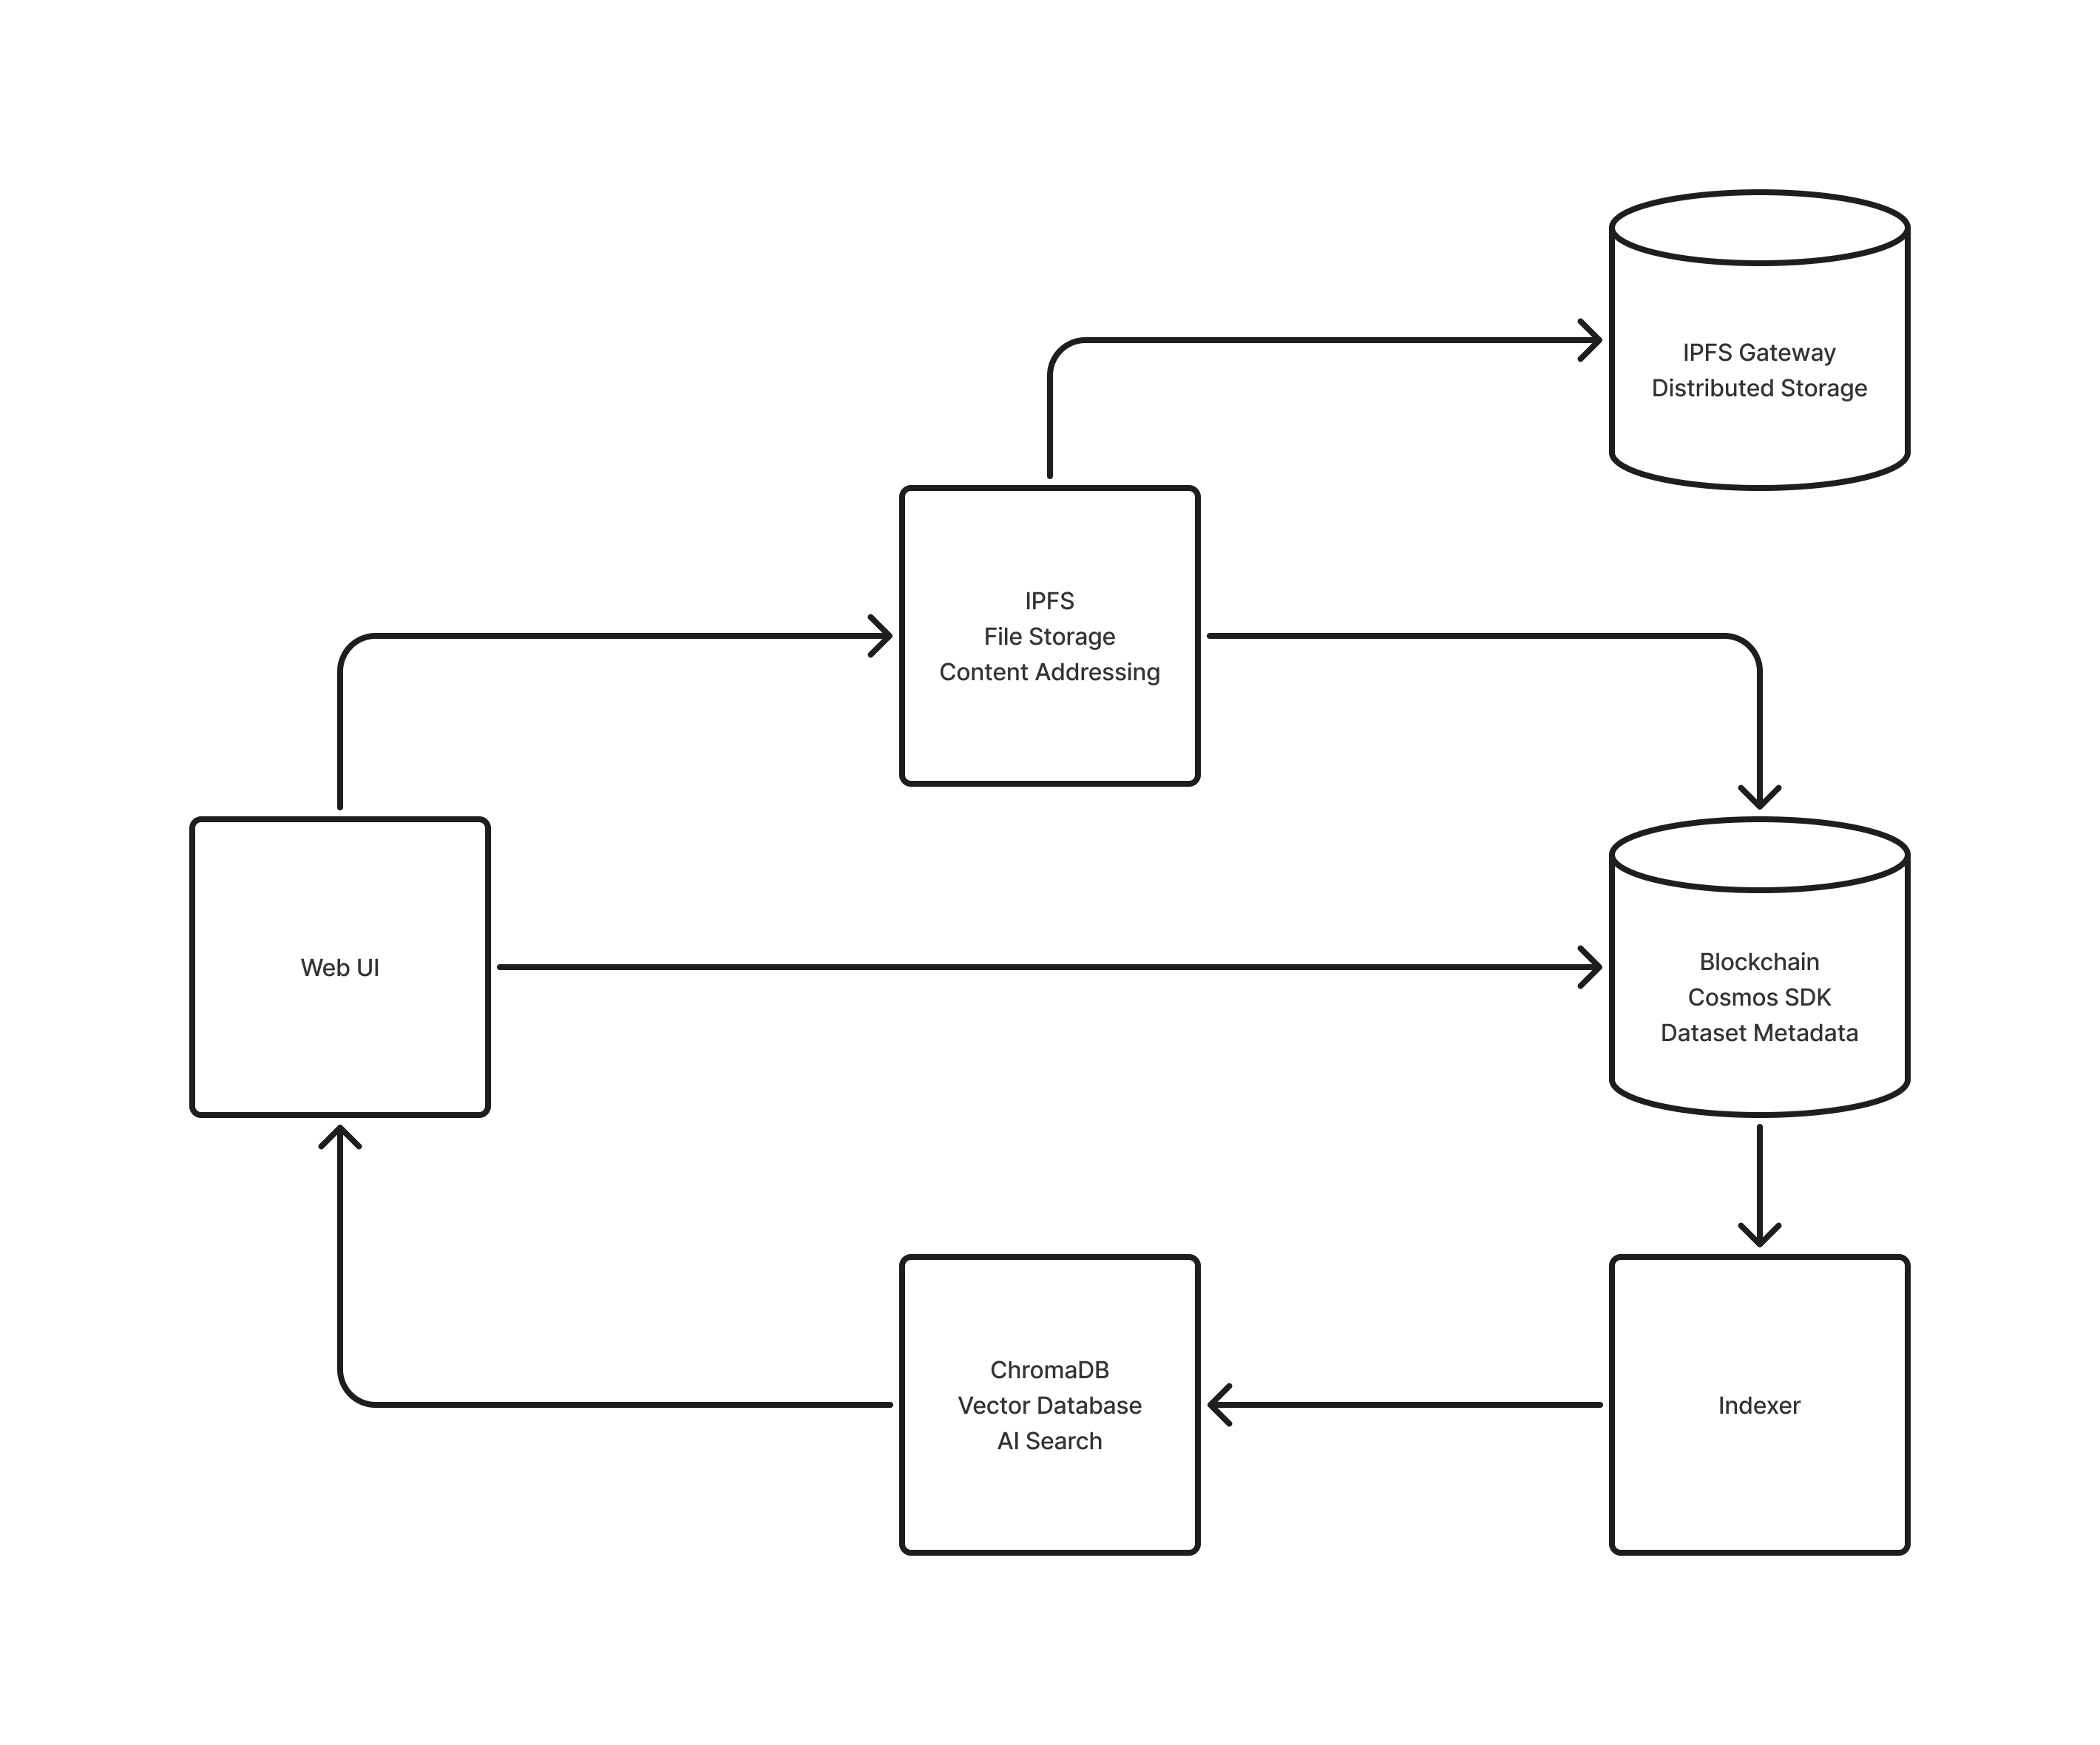 IPFS Gateway
Distributed Storage
IPFS
File Storage
Content Addressing
Web UI
Blockchain
Cosmos SDK
Dataset Metadata
ChromaDB
Vector Database
AI Search
Indexer